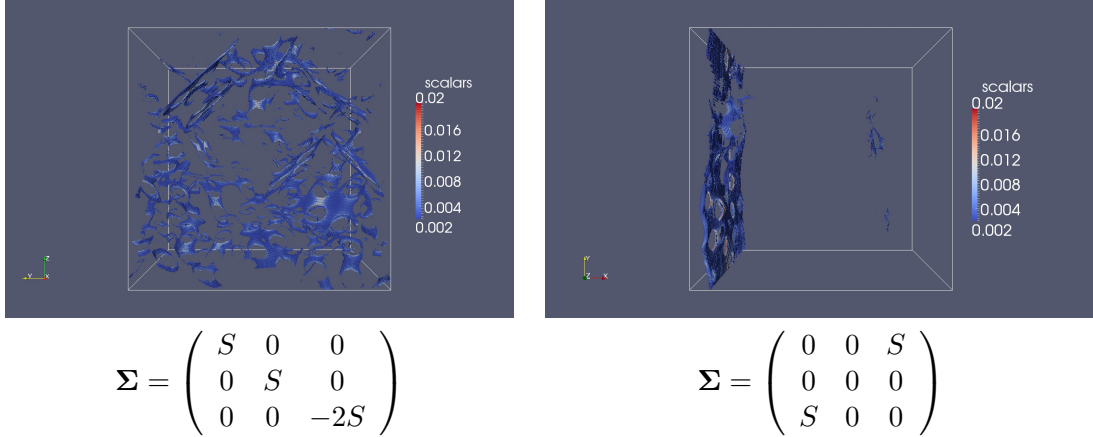 scalars
0.02
0.016
0.012
0.008
0.004
0.002
Z
Y X
Σ = ( S 0 0
0 S 0
0 0 −2S )
scalars
0.02
0.016
0.012
0.008
0.004
0.002
Y
Z X
Σ = ( 0 0 S
0 0 0
S 0 0 )